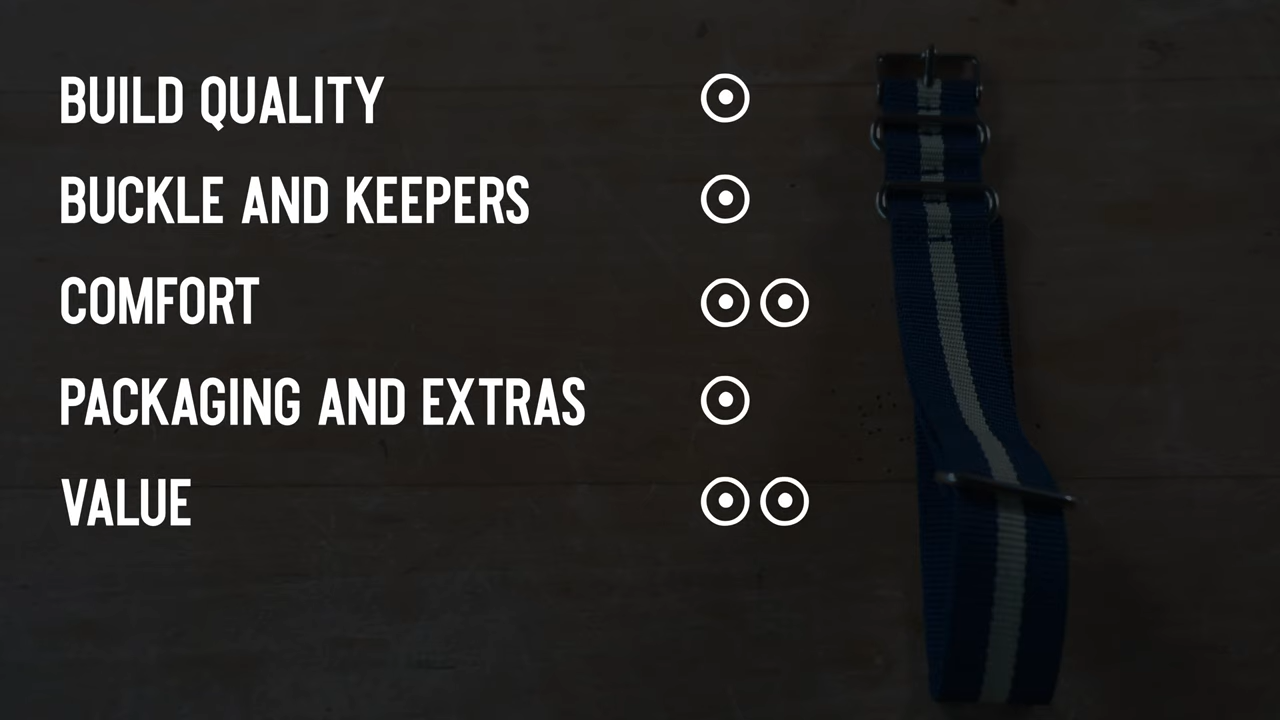 BUILD QUALITY
BUCKLE AND KEEPERS
COMFORT
PACKAGING AND EXTRAS
VALUE